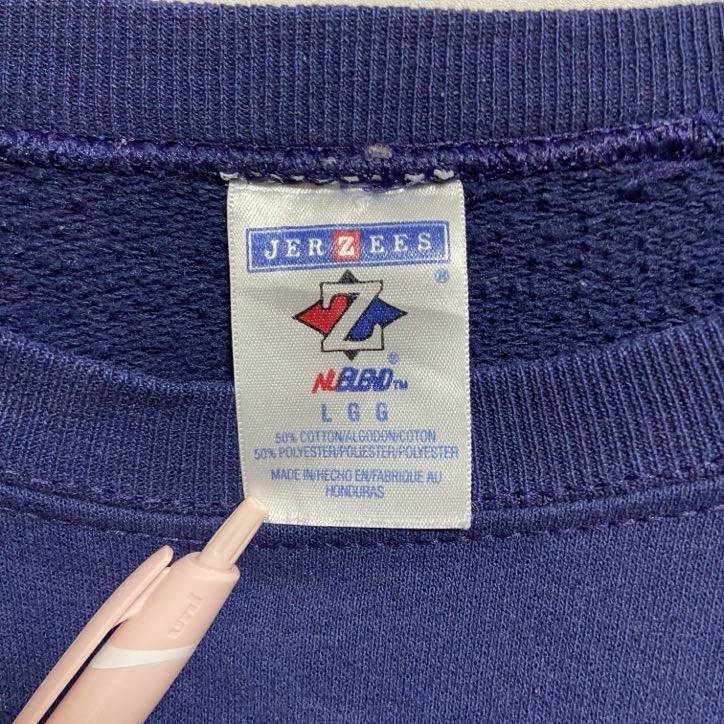 JERZEES
®
Z
®
NUBLEND™
L G G
50% COTTON/ALGODON/COTON
50% POLYESTER/POLIESTER/POLYESTER
MADE IN/HECHO EN/FABRIQUE AU
HONDURAS
uni